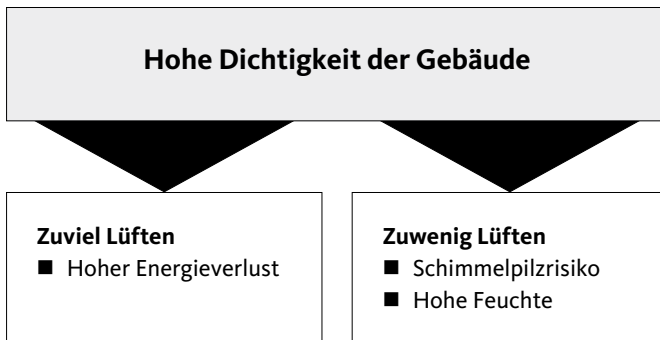 Hohe Dichtigkeit der Gebäude
Zuviel Lüften
■ Hoher Energieverlust
Zuwenig Lüften
■ Schimmelpilzrisiko
■ Hohe Feuchte